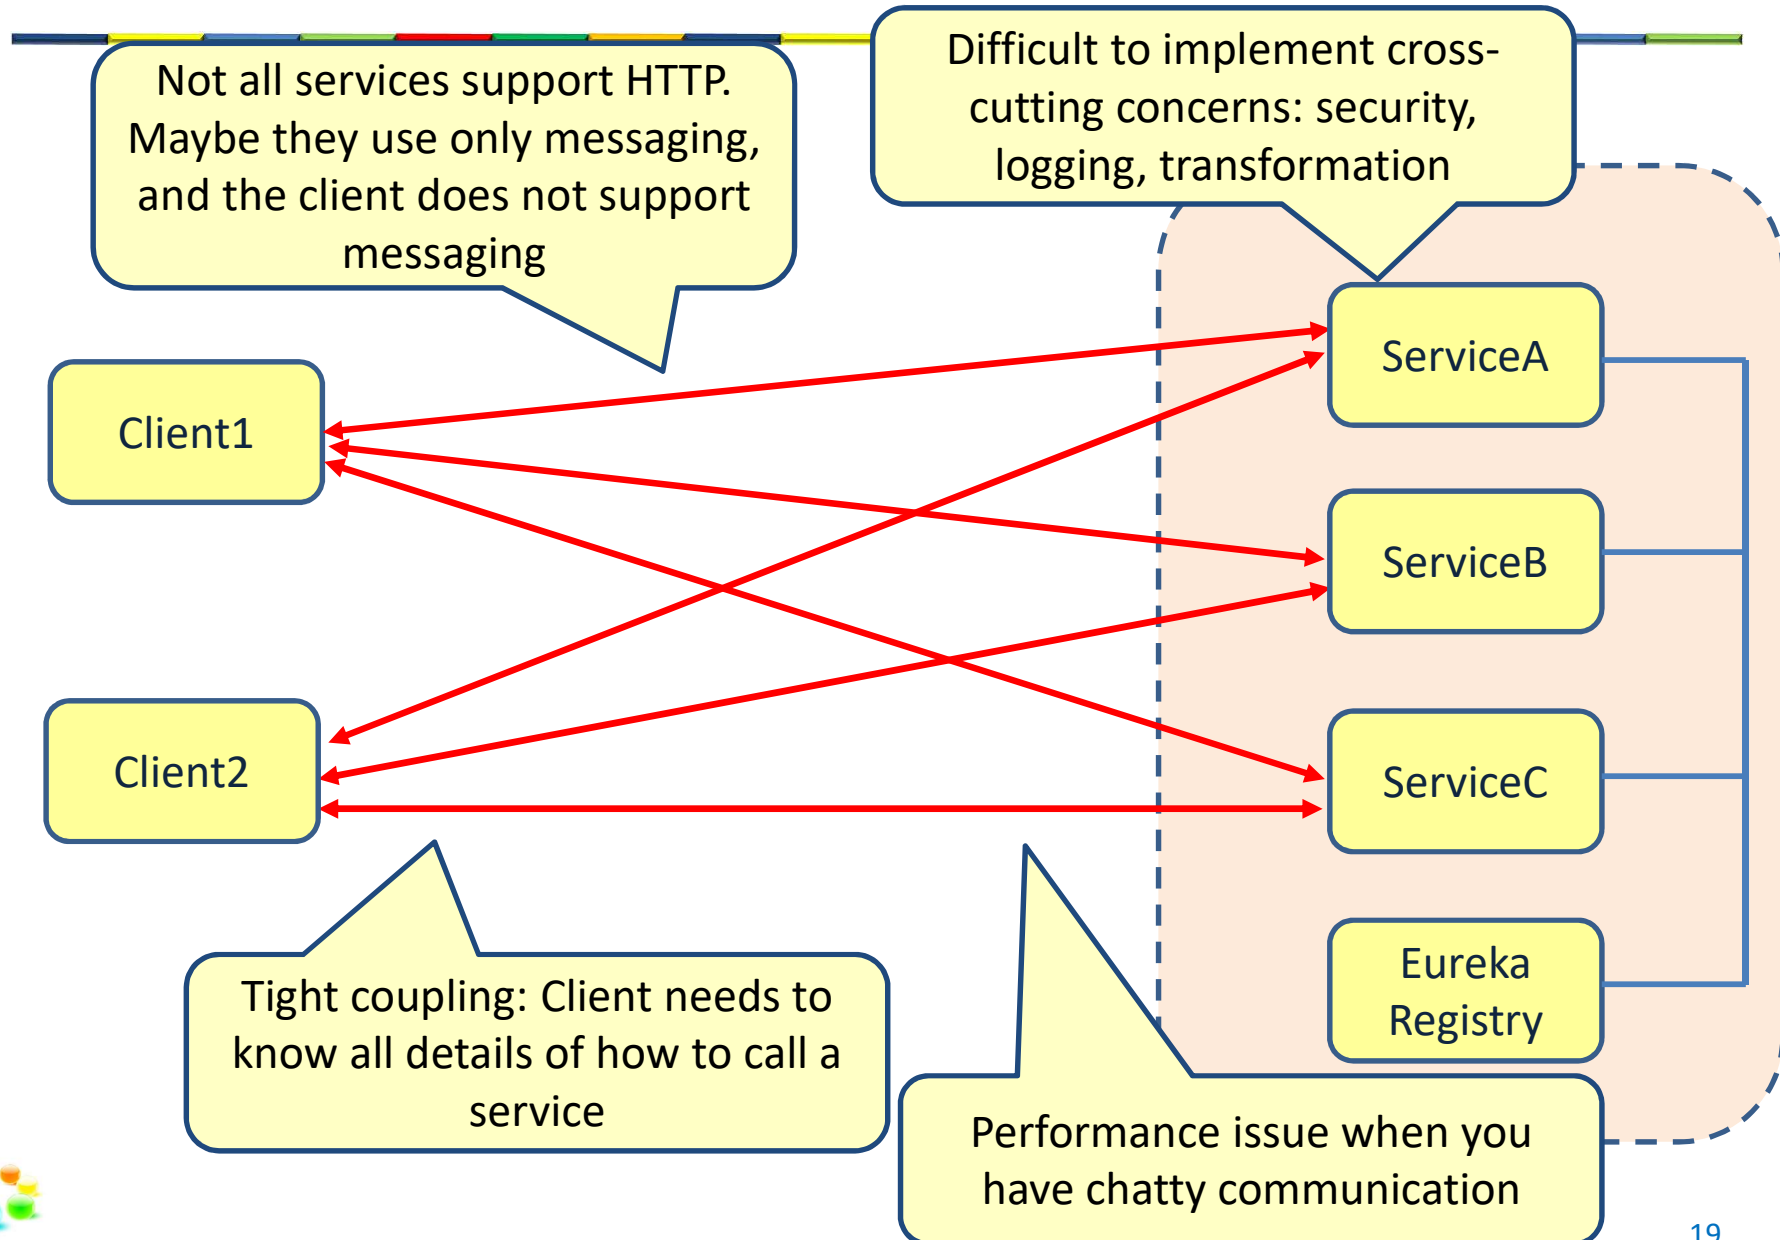 Not all services support HTTP.
Maybe they use only messaging,
and the client does not support
messaging
Difficult to implement cross-
cutting concerns: security,
logging, transformation
Client1
ServiceA
ServiceB
Client2
ServiceC
Eureka
Registry
Tight coupling: Client needs to
know all details of how to call a
service
Performance issue when you
have chatty communication
19